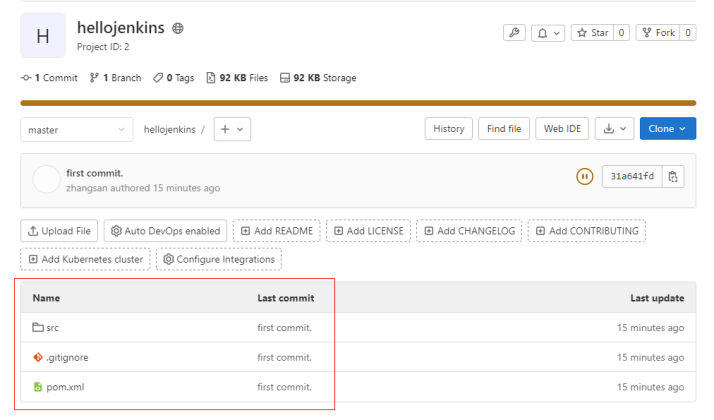 H
hellojenkins
Project ID: 2
Star 0 Fork 0
1 Commit 1 Branch 0 Tags 92 KB Files 92 KB Storage
master hellojenkins / + History Find file Web IDE Clone
first commit.
zhangsan authored 15 minutes ago
31a641fd
Upload File Auto DevOps enabled Add README Add LICENSE Add CHANGELOG Add CONTRIBUTING
Add Kubernetes cluster Configure Integrations
Name Last commit Last update
src first commit. 15 minutes ago
.gitignore first commit. 15 minutes ago
pom.xml first commit. 15 minutes ago